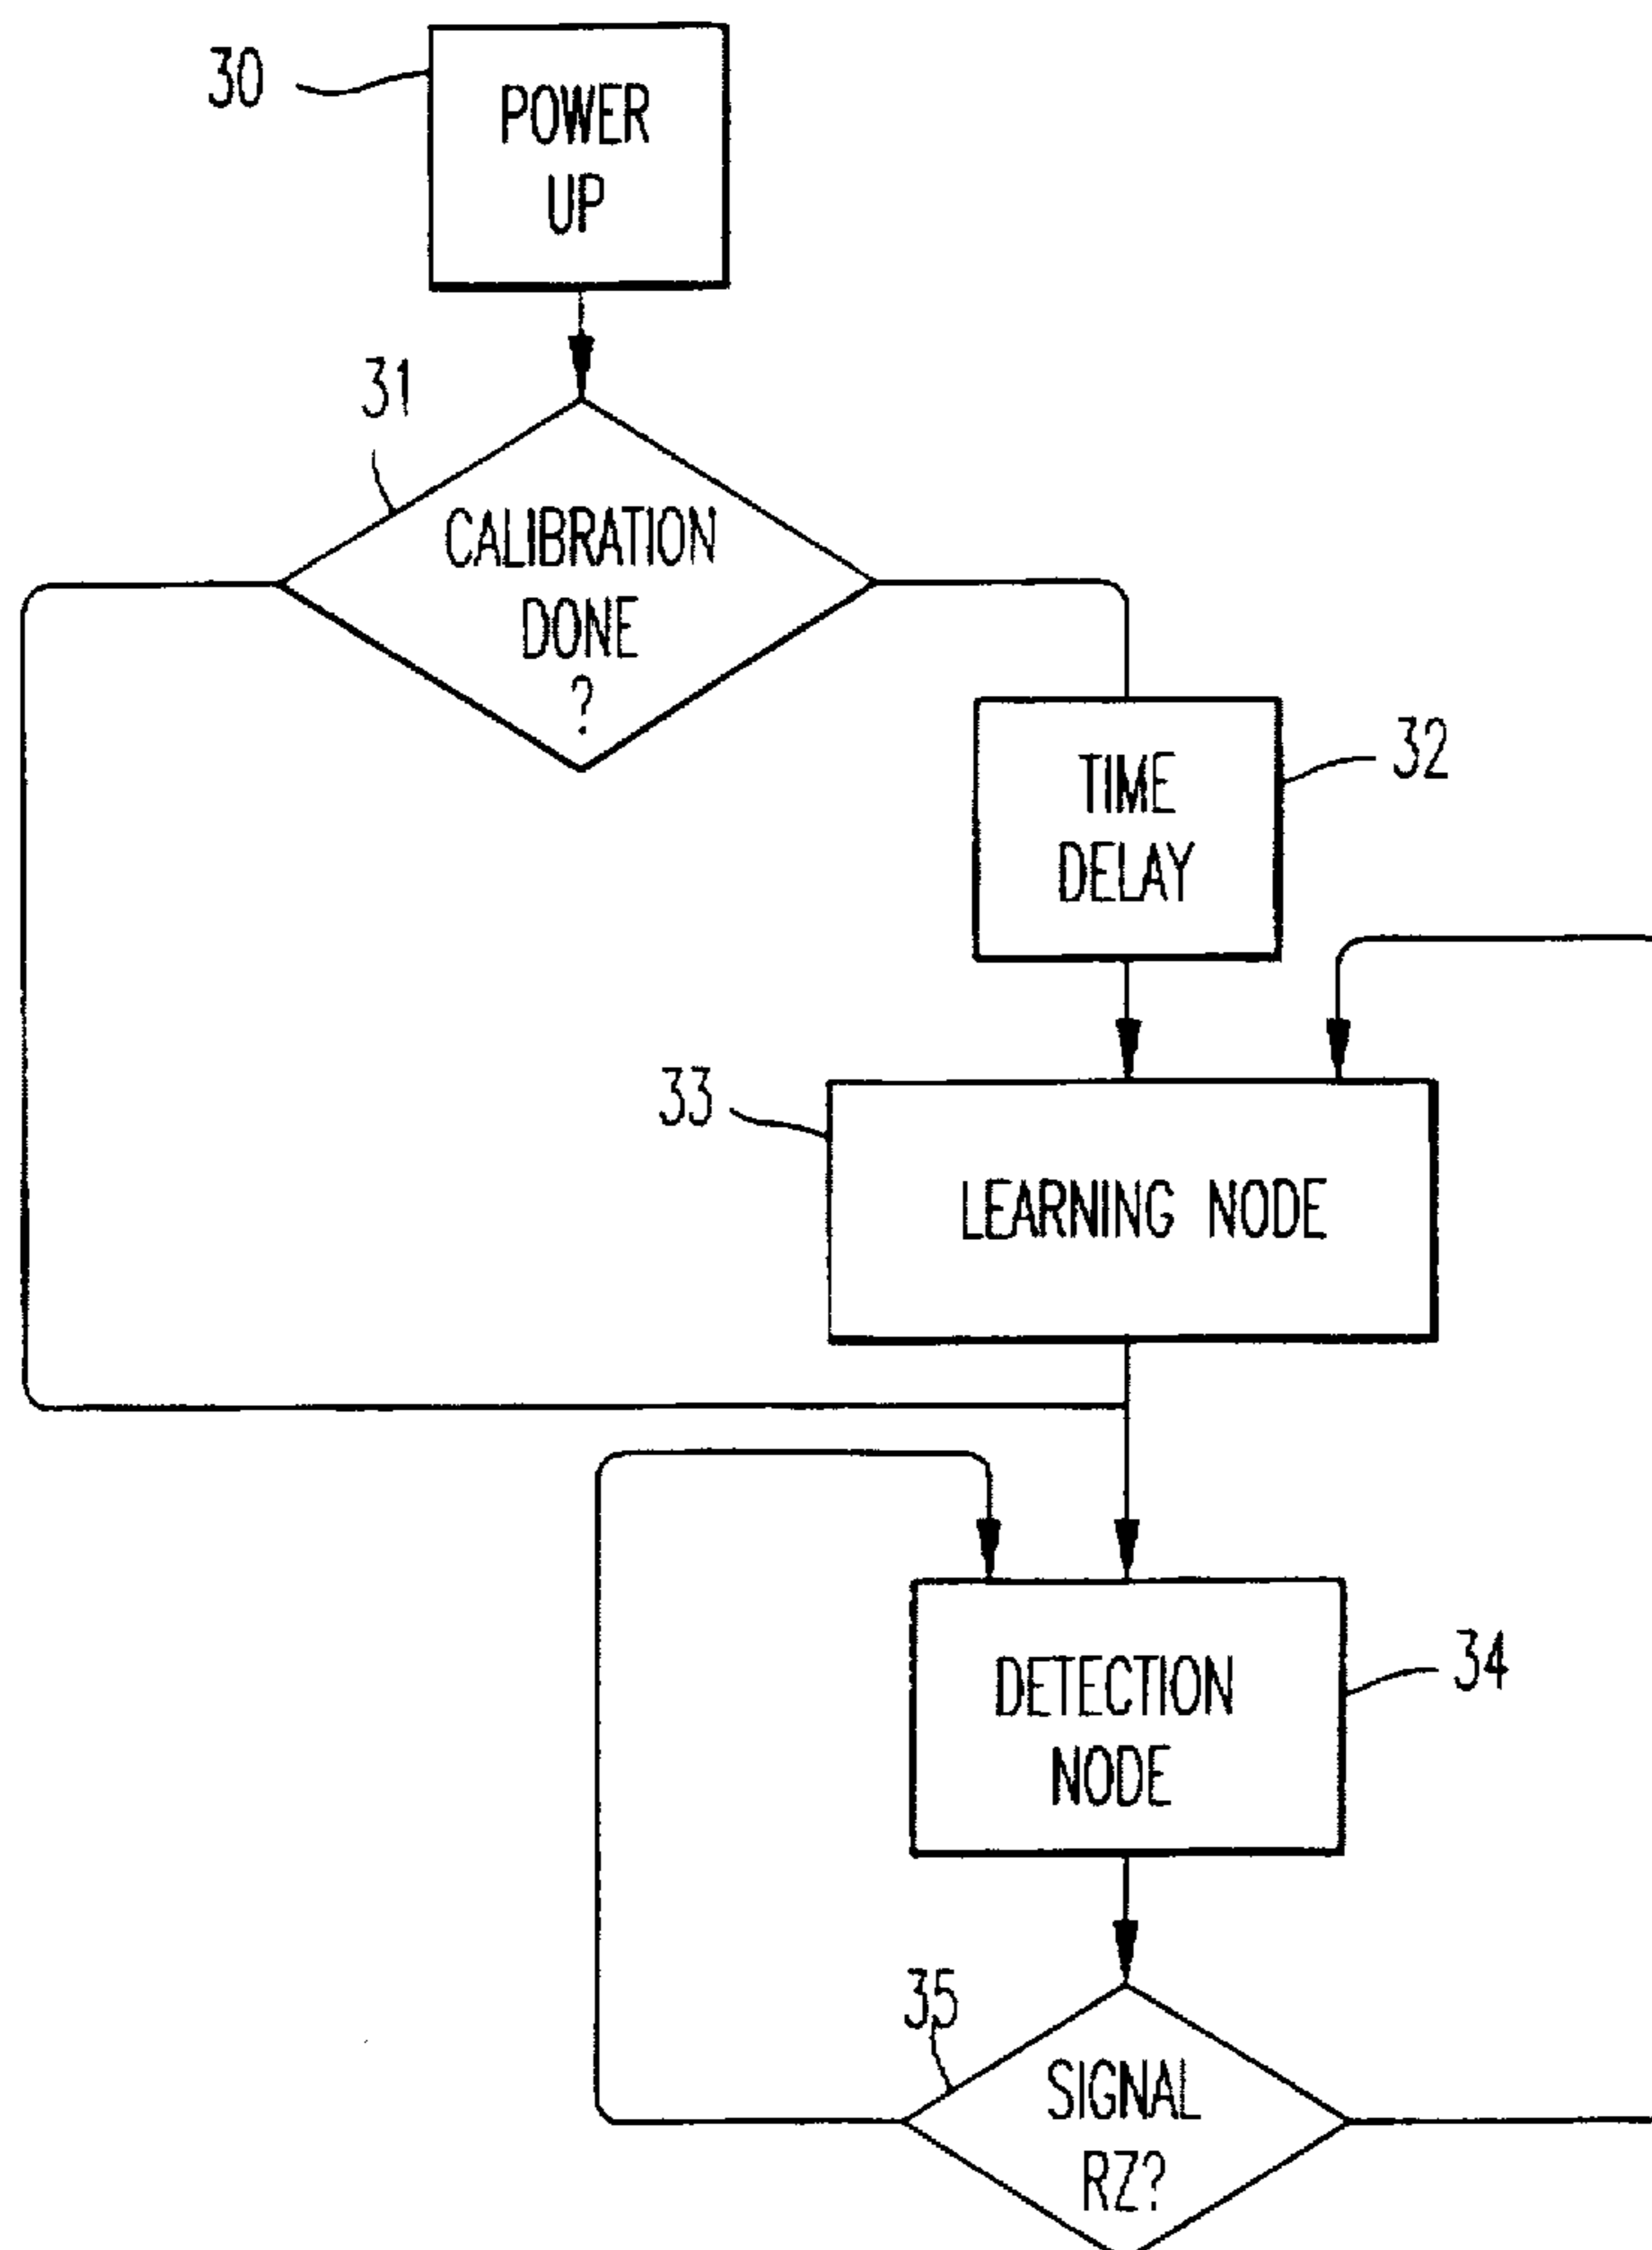 30
POWER
UP
31
CALIBRATION
DONE
?
32
TIME
DELAY
33
LEARNING NODE
34
DETECTION
NODE
35
SIGNAL
RZ?